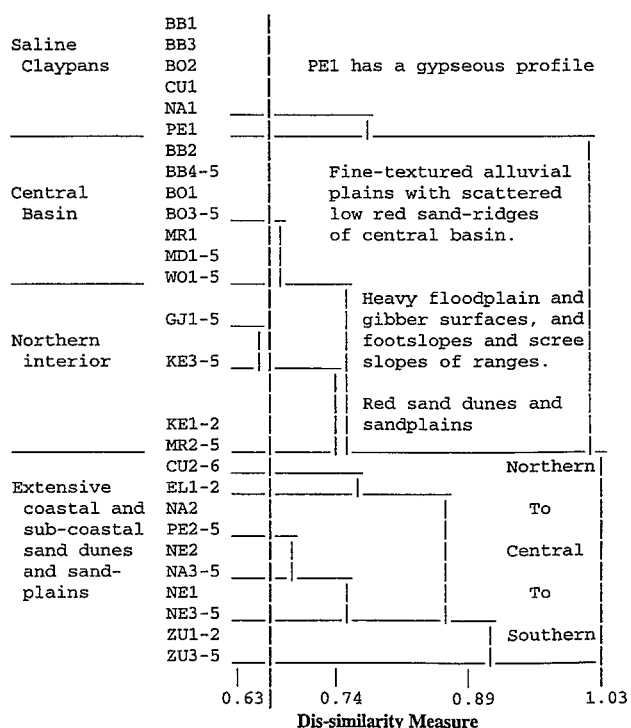 BB1
Saline BB3
Claypans BO2 PE1 has a gypseous profile
CU1
NA1
PE1
BB2
BB4-5 Fine-textured alluvial
Central BO1 plains with scattered
Basin BO3-5 low red sand-ridges
MR1 of central basin.
MD1-5
WO1-5
Heavy floodplain and
GJ1-5 gibber surfaces, and
Northern footslopes and scree
interior KE3-5 slopes of ranges.
Red sand dunes and
KE1-2 sandplains
MR2-5
CU2-6 Northern
Extensive EL1-2
coastal and NA2 To
sub-coastal PE2-5
sand dunes NE2 Central
and sand- NA3-5
plains NE1 To
NE3-5
ZU1-2 Southern
ZU3-5
0.63 0.74 0.89 1.03
Dis-similarity Measure